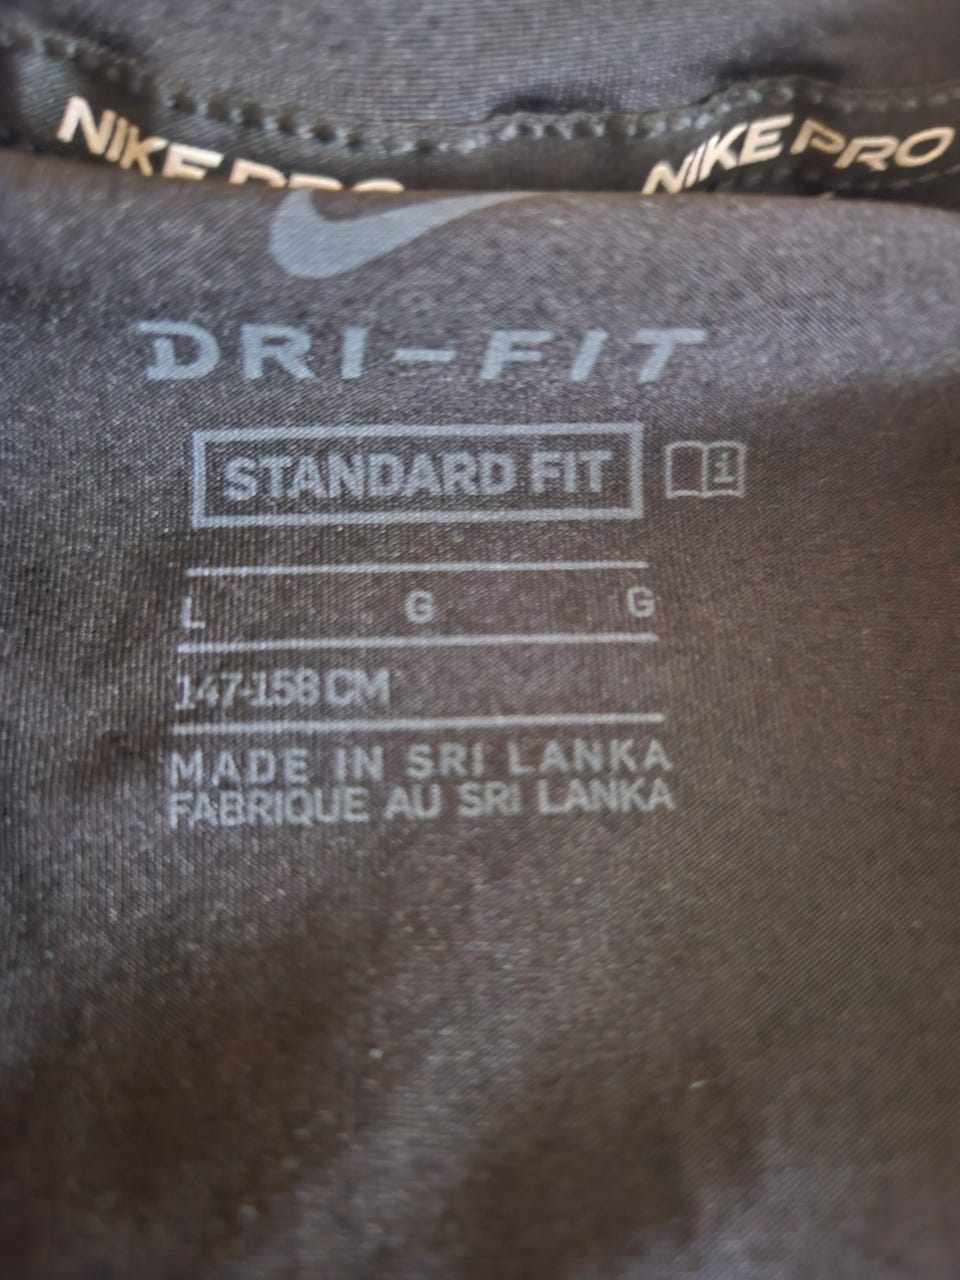 NIKE PRO NIKE PRO
DRI-FIT
STANDARD FIT
L G G
147-158 CM
MADE IN SRI LANKA
FABRIQUE AU SRI LANKA